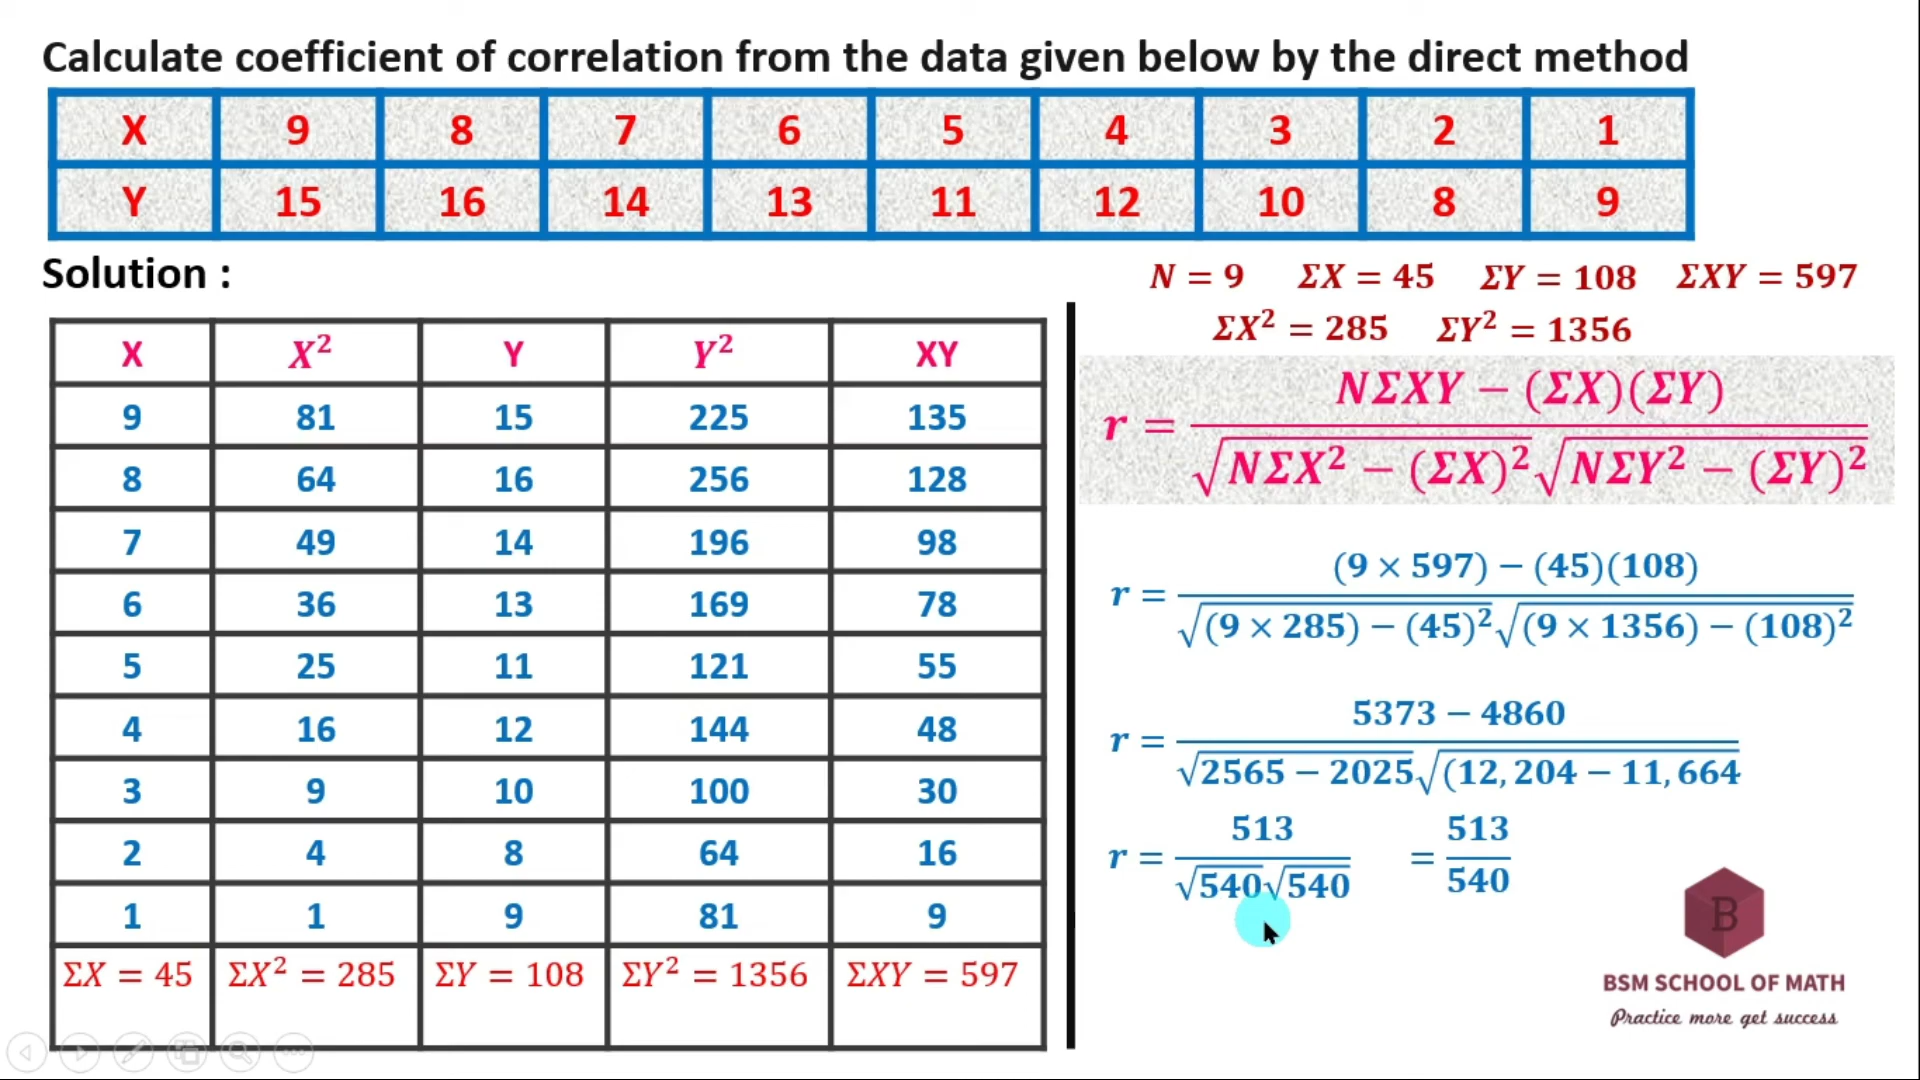 Calculate coefficient of correlation from the data given below by the direct method
X 9 8 7 6 5 4 3 2 1
Y 15 16 14 13 11 12 10 8 9
Solution :
N = 9 ΣX = 45 ΣY = 108 ΣXY = 597
ΣX² = 285 ΣY² = 1356
X X² Y Y² XY
9 81 15 225 135
8 64 16 256 128
7 49 14 196 98
6 36 13 169 78
5 25 11 121 55
4 16 12 144 48
3 9 10 100 30
2 4 8 64 16
1 1 9 81 9
ΣX = 45 ΣX² = 285 ΣY = 108 ΣY² = 1356 ΣXY = 597
NΣXY − (ΣX)(ΣY)
r =
√NΣX² − (ΣX)² √NΣY² − (ΣY)²
(9 × 597) − (45)(108)
r =
√(9 × 285) − (45)² √(9 × 1356) − (108)²
5373 − 4860
r =
√2565 − 2025 √(12, 204 − 11, 664
513 513
r = =
√540√540 540
B
BSM SCHOOL OF MATH
Practice more get success